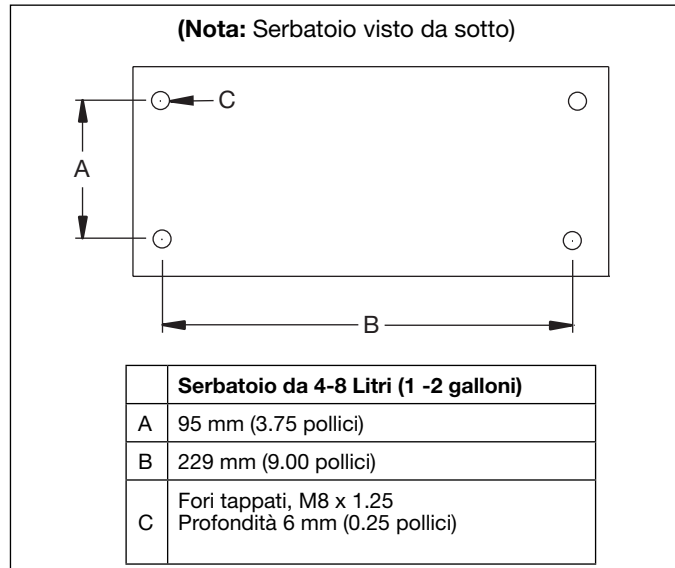 (Nota: Serbatoio visto da sotto)
C
A
B
Serbatoio da 4-8 Litri (1 -2 galloni)
A 95 mm (3.75 pollici)
B 229 mm (9.00 pollici)
C Fori tappati, M8 x 1.25
Profondità 6 mm (0.25 pollici)